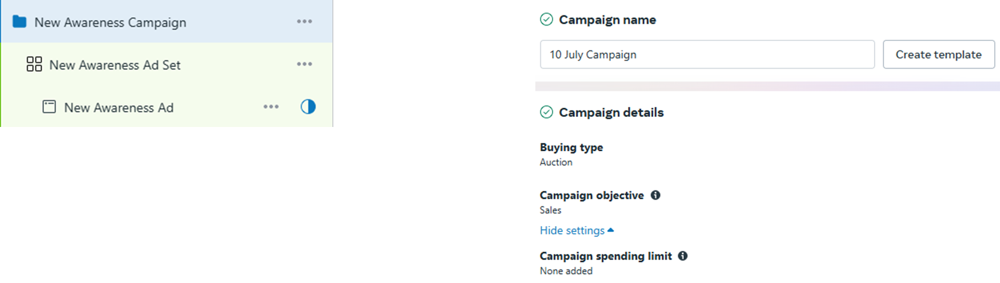 New Awareness Campaign
New Awareness Ad Set
New Awareness Ad
Campaign name
10 July Campaign
Create template
Campaign details
Buying type
Auction
Campaign objective
Sales
Hide settings
Campaign spending limit
None added